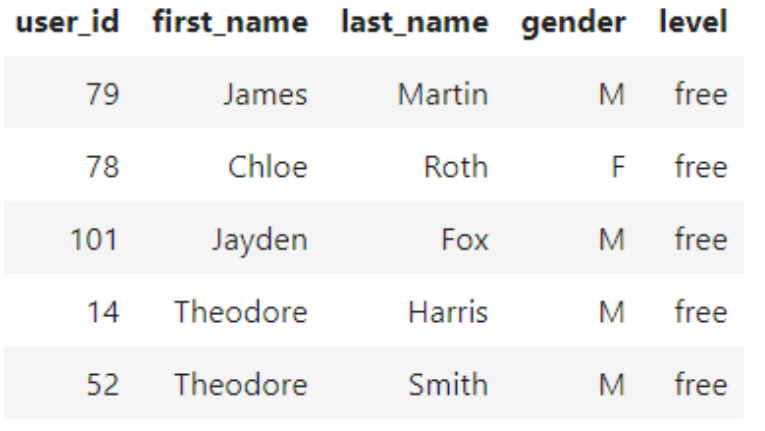 user_id first_name last_name gender level
79 James Martin M free
78 Chloe Roth F free
101 Jayden Fox M free
14 Theodore Harris M free
52 Theodore Smith M free